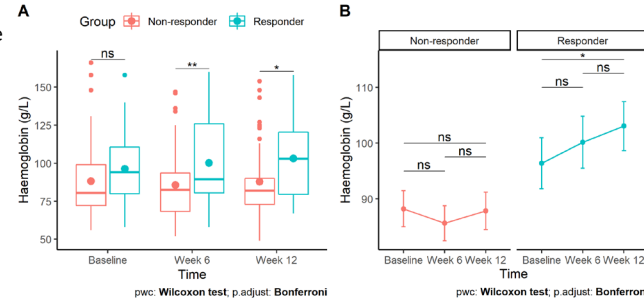 e
A
Group Non-responder Responder
Haemoglobin (g/L)
150
125
100
75
50
ns
**
*
Baseline Week 6 Week 12
Time
pwc: Wilcoxon test; p.adjust: Bonferroni
B
Non-responder Responder
Haemoglobin (g/L)
110
100
90
ns
ns
ns
*
ns
ns
Baseline Week 6 Week 12 Baseline Week 6 Week 12
Time
pwc: Wilcoxon test; p.adjust: Bonferroni